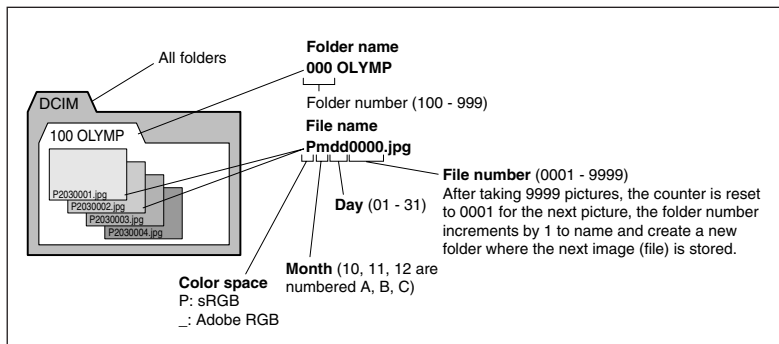 Folder name
000 OLYMP
Folder number (100 - 999)
All folders
DCIM
100 OLYMP
P2030001.jpg
P2030002.jpg
P2030003.jpg
P2030004.jpg
File name
Pmdd0000.jpg
File number (0001 - 9999)
After taking 9999 pictures, the counter is reset
to 0001 for the next picture, the folder number
increments by 1 to name and create a new
folder where the next image (file) is stored.
Day (01 - 31)
Month (10, 11, 12 are
numbered A, B, C)
Color space
P: sRGB
_: Adobe RGB